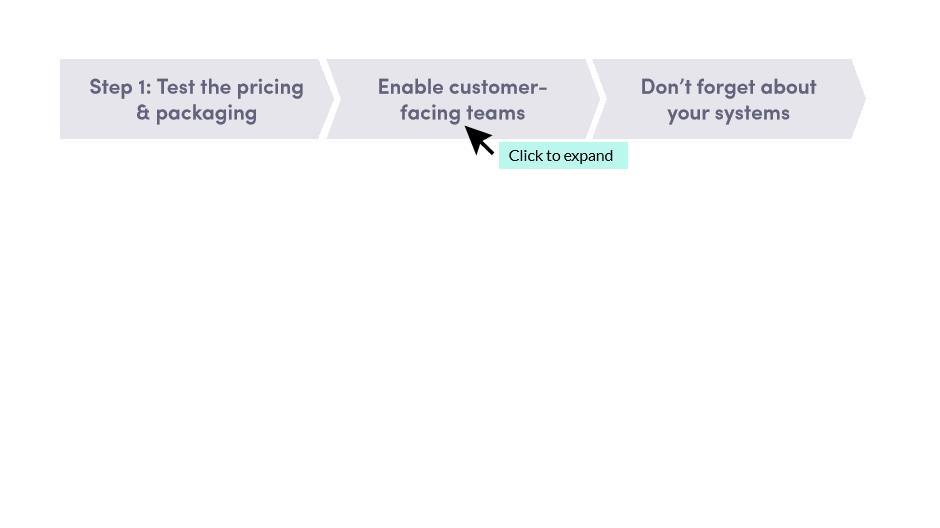 Step 1: Test the pricing
& packaging
Enable customer-
facing teams
Don't forget about
your systems
Click to expand